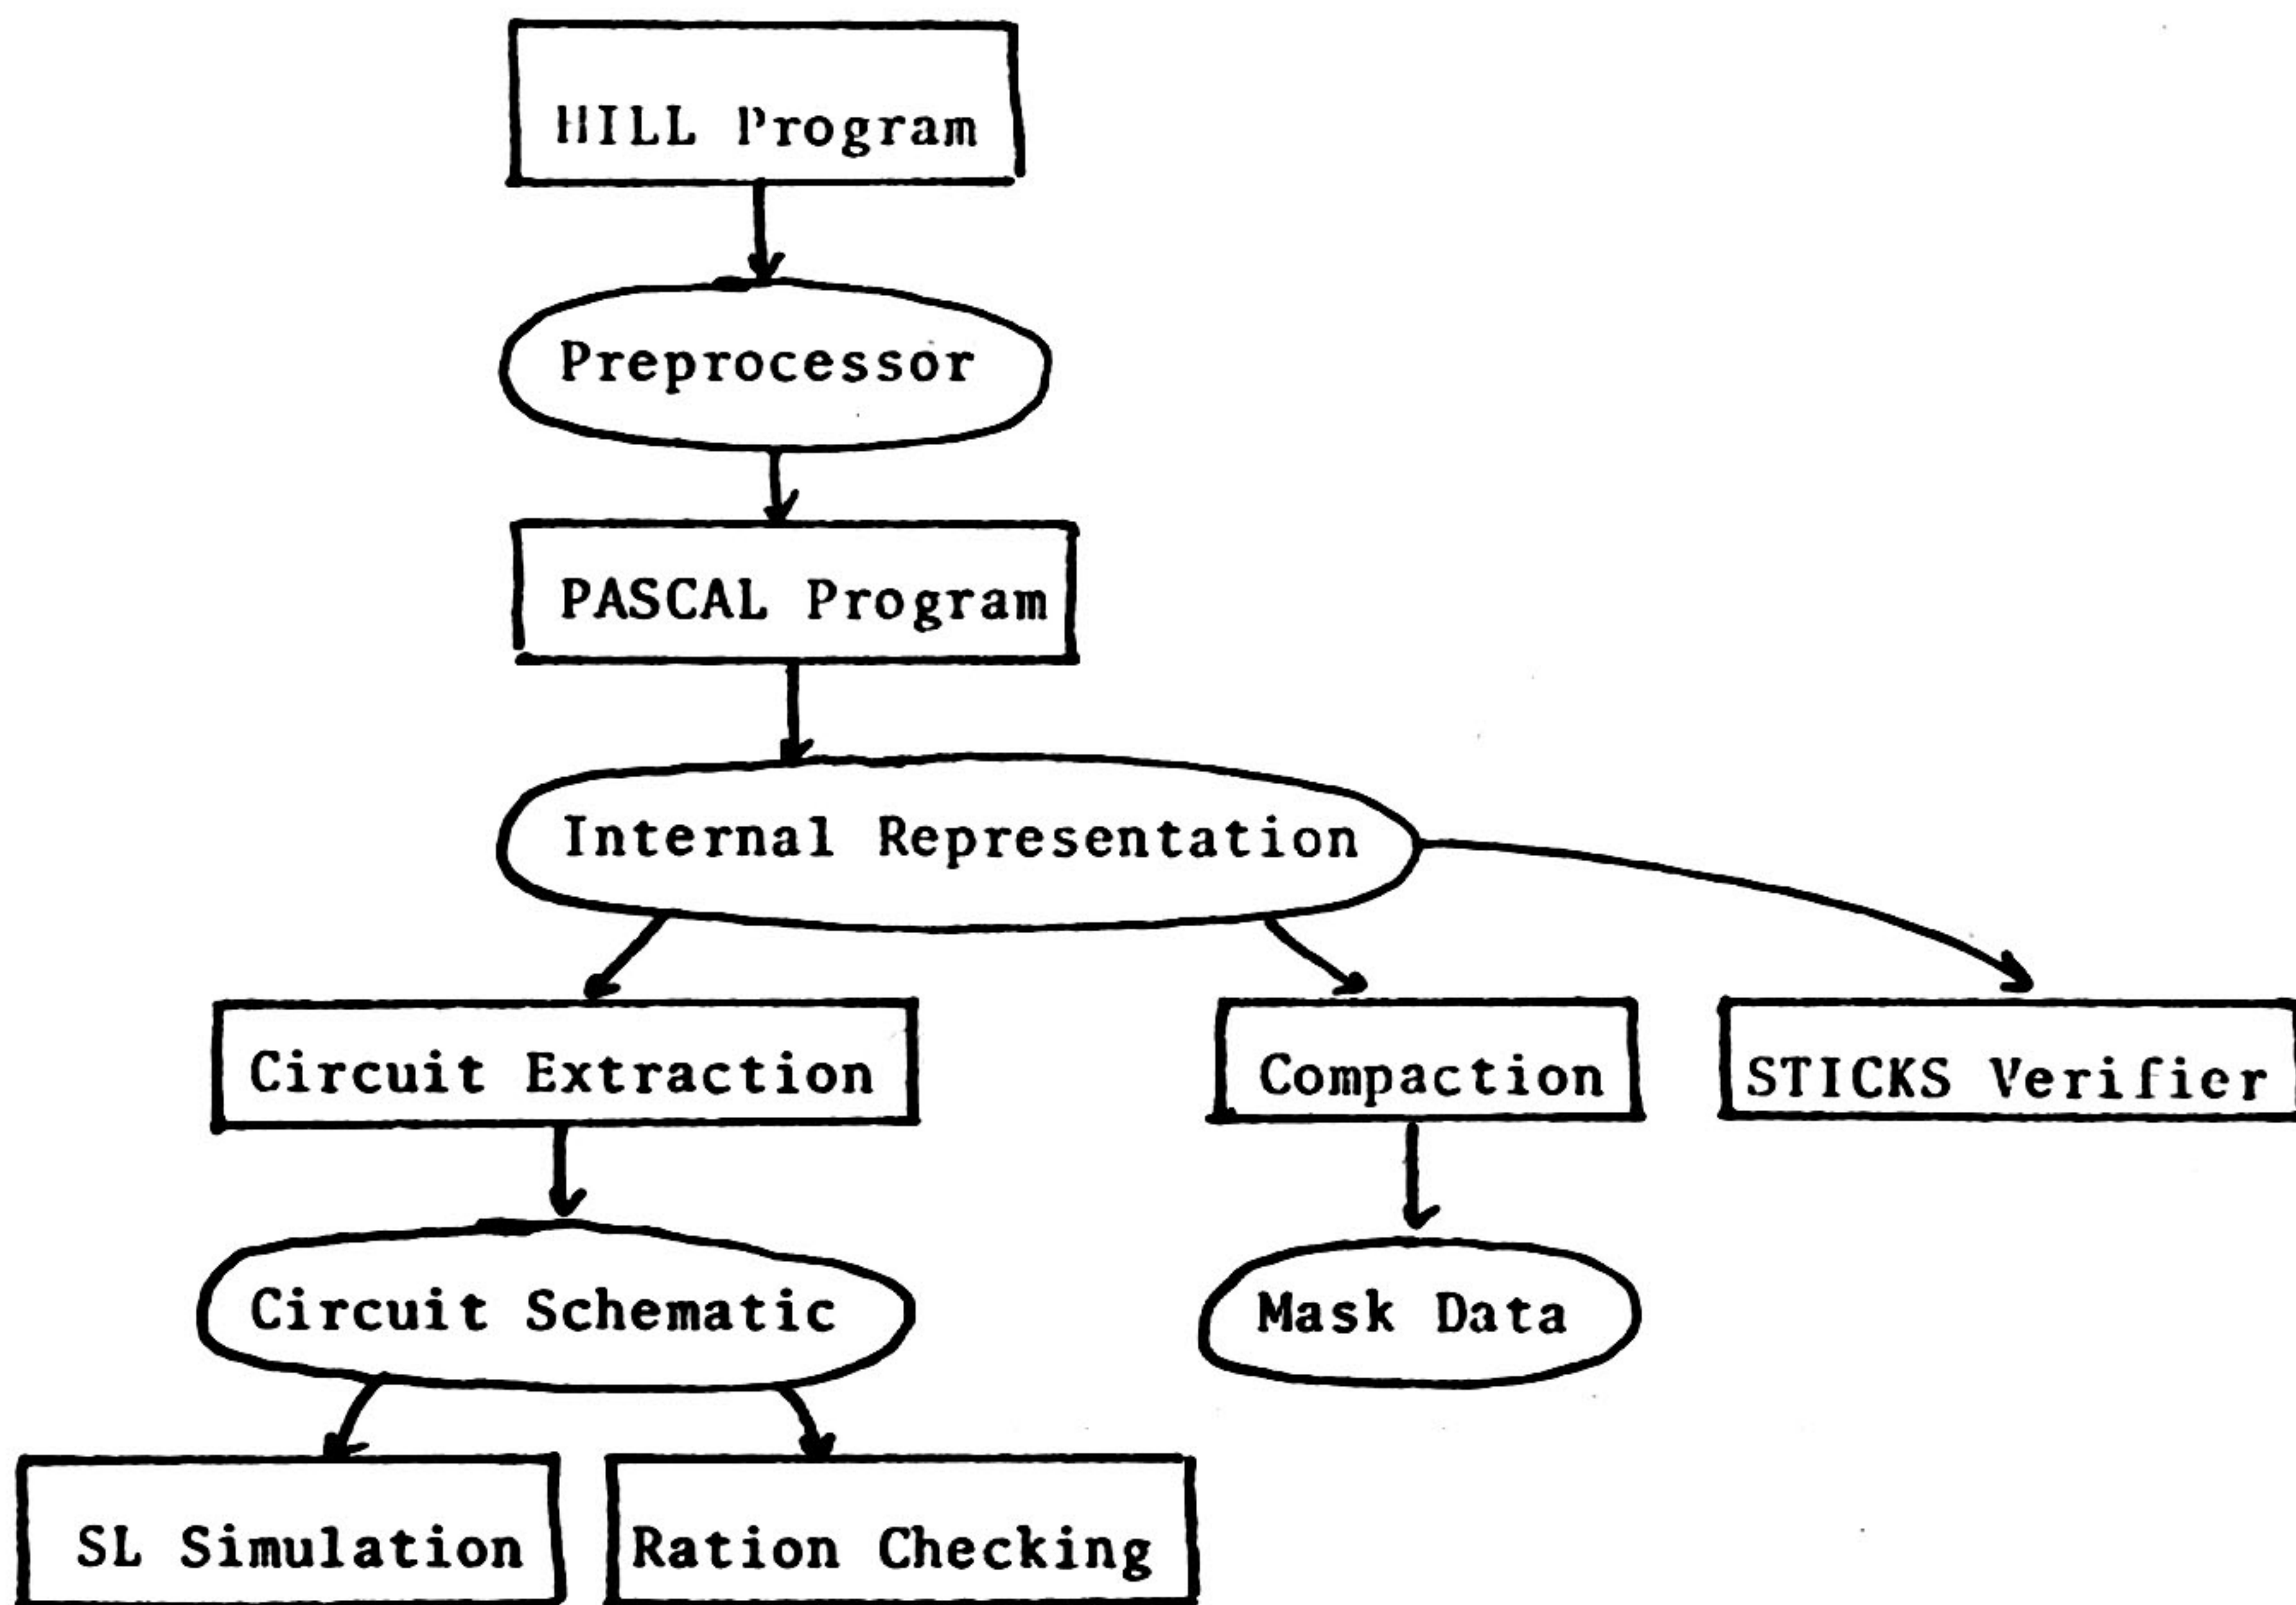 HILL Program
Preprocessor
PASCAL Program
Internal Representation
Circuit Extraction
Compaction
STICKS Verifier
Circuit Schematic
Mask Data
SL Simulation
Ration Checking